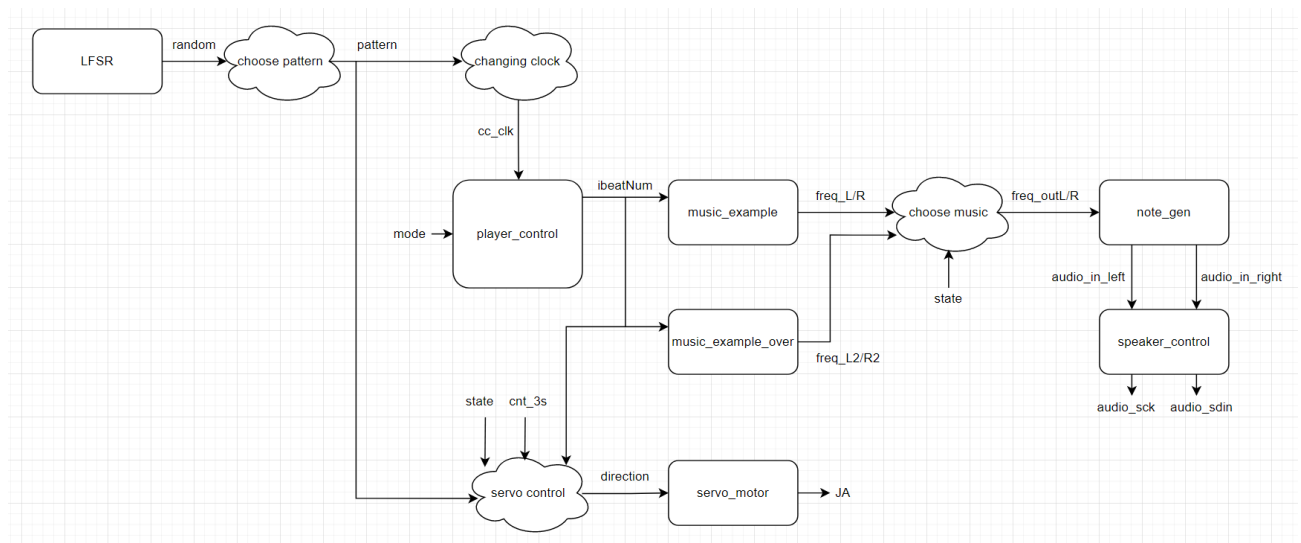 LFSR
random
choose pattern
pattern
changing clock
cc_clk
ibeatNum
mode
player_control
music_example
freq_L/R
choose music
freq_outL/R
note_gen
audio_in_left
audio_in_right
state
music_example_over
freq_L2/R2
speaker_control
audio_sck
audio_sdin
state
cnt_3s
servo control
direction
servo_motor
JA